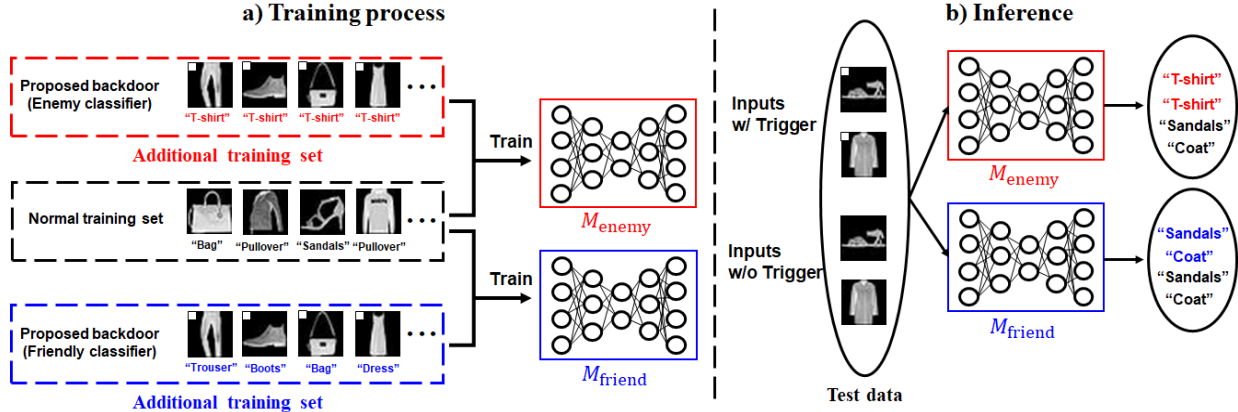 a) Training process
Proposed backdoor
(Enemy classifier)
“T-shirt” “T-shirt” “T-shirt” “T-shirt”
Additional training set
Normal training set
“Bag” “Pullover” “Sandals” “Pullover”
Proposed backdoor
(Friendly classifier)
“Trouser” “Boots” “Bag” “Dress”
Additional training set
Train
M_enemy
Train
M_friend
b) Inference
Inputs
w/ Trigger
Inputs
w/o Trigger
Test data
M_enemy
“T-shirt”
“T-shirt”
“Sandals”
“Coat”
M_friend
“Sandals”
“Coat”
“Sandals”
“Coat”